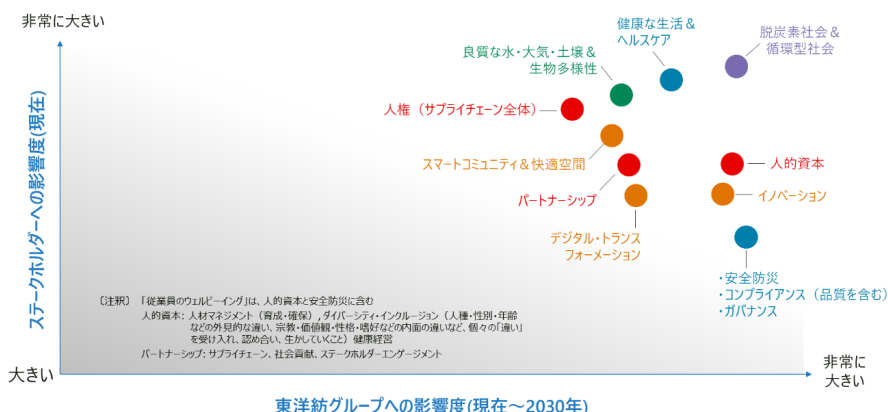 非常に大きい
ステークホルダーへの影響度(現在)
健康な生活&
ヘルスケア
脱炭素社会&
循環型社会
良質な水・大気・土壌&
生物多様性
人権（サプライチェーン全体）
スマートコミュニティ&快適空間
人的資本
パートナーシップ
イノベーション
デジタル・トランス
フォーメーション
・安全防災
・コンプライアンス（品質を含む）
・ガバナンス
〔注釈〕 「従業員のウェルビーイング」は、人的資本と安全防災に含む
人的資本: 人材マネジメント（育成・確保）, ダイバーシティ・インクルージョン（人種・性別・年齢
などの外見的な違い、宗教・価値観・性格・嗜好などの内面の違いなど、個々の「違い」
を受け入れ、認め合い、生かしていくこと）健康経営
パートナーシップ: サプライチェーン、社会貢献、ステークホルダーエンゲージメント
大きい
非常に
大きい
東洋紡グループへの影響度(現在～2030年)